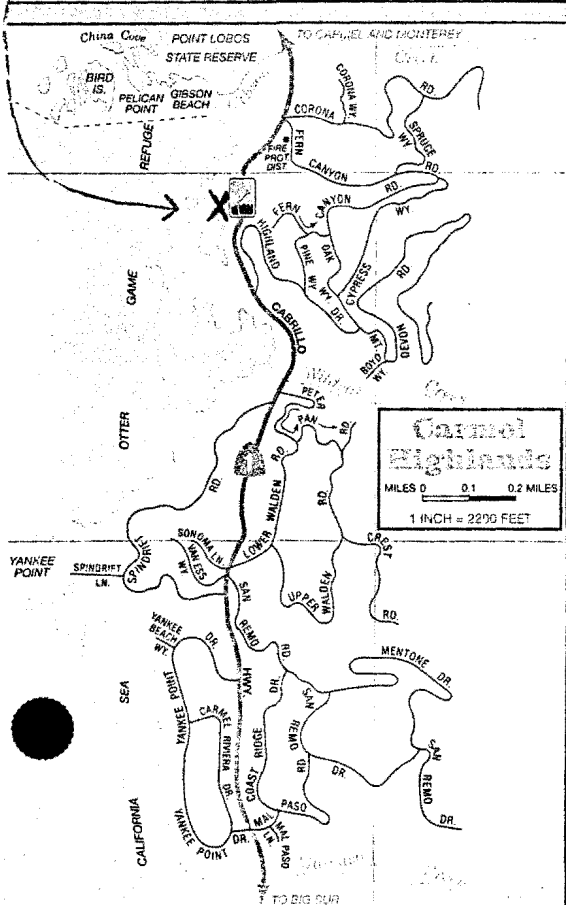 China Cove
POINT LOBOS
STATE RESERVE
TO CARMEL AND MONTEREY
BIRD
IS.
PELICAN
POINT
GIBSON
BEACH
REFUGE
FIRE
PROT.
DIST
FERN
CORONA
CORONA WY
RD.
SPRUCE
WY
CANYON
RD.
FERN
CANYON
RD.
WY
HIGHLAND
DR.
PINE WY
OAK
WY
CYPRESS
RD
MT.
DEVON
BOYD
WY
GAME
CABRILLO
PETER
PAN
RD
OTTER
1
RD.
LOWER WALDEN
RD
RD
UPPER
WALDEN
CREST
RD.
Carmel
Highlands
MILES 0 0.1 0.2 MILES
1 INCH = 2200 FEET
YANKEE
POINT
SPINDRIFT
LN.
SPINDRIFT
SONOMA LN.
VAN ESS
WY
SAN
REMO
RD
YANKEE
BEACH
WY.
DR.
HWY
SEA
YANKEE POINT
CARMEL
RIVIERA
DR.
COAST RIDGE
DR.
SAN
REMO
RD
DR.
MENTONE DR.
SAN
REMO
DR.
PASO
MAL
MAL PASO
LN.
YANKEE POINT
DR.
CALIFORNIA
1 TO BIG SUR